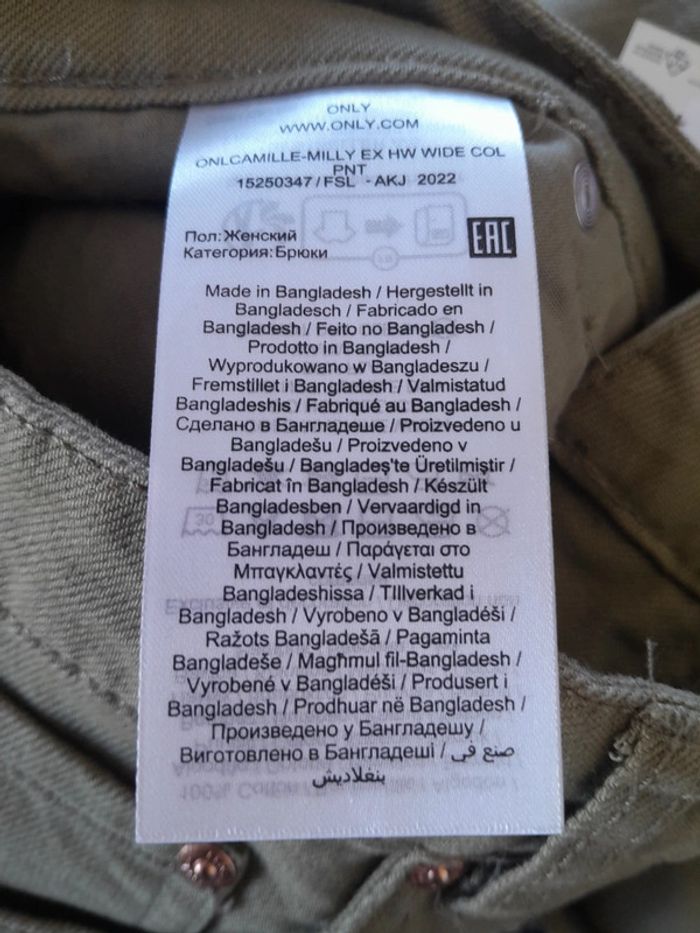 ONLY
WWW.ONLY.COM
ONLCAMILLE-MILLY EX HW WIDE COL
PNT
15250347/FSL - AKJ 2022
Пол:Женский
Категория:Брюки
EAC
Made in Bangladesh / Hergestellt in
Bangladesch / Fabricado en
Bangladesh / Feito no Bangladesh /
Prodotto in Bangladesh /
Wyprodukowano w Bangladeszu /
Fremstillet i Bangladesh / Valmistatud
Bangladeshis / Fabriqué au Bangladesh /
Сделано в Бангладеше / Proizvedeno u
Bangladešu / Proizvedeno v
Bangladešu / Bangladeş'te Üretilmiştir /
Fabricat în Bangladesh / Készült
Bangladesben / Vervaardigd in
Bangladesh / Произведено в
Бангладеш / Παράγεται στο
Μπαγκλαντές / Valmistettu
Bangladeshissa / TIllverkad i
Bangladesh / Vyrobeno v Bangladéši /
Ražots Bangladešā / Pagaminta
Bangladeše / Magħmul fil-Bangladesh /
Vyrobené v Bangladéši / Produsert i
Bangladesh / Prodhuar në Bangladesh /
Произведено у Бангладешу /
Виготовлено в Бангладеші / صنع في
بنغلاديش